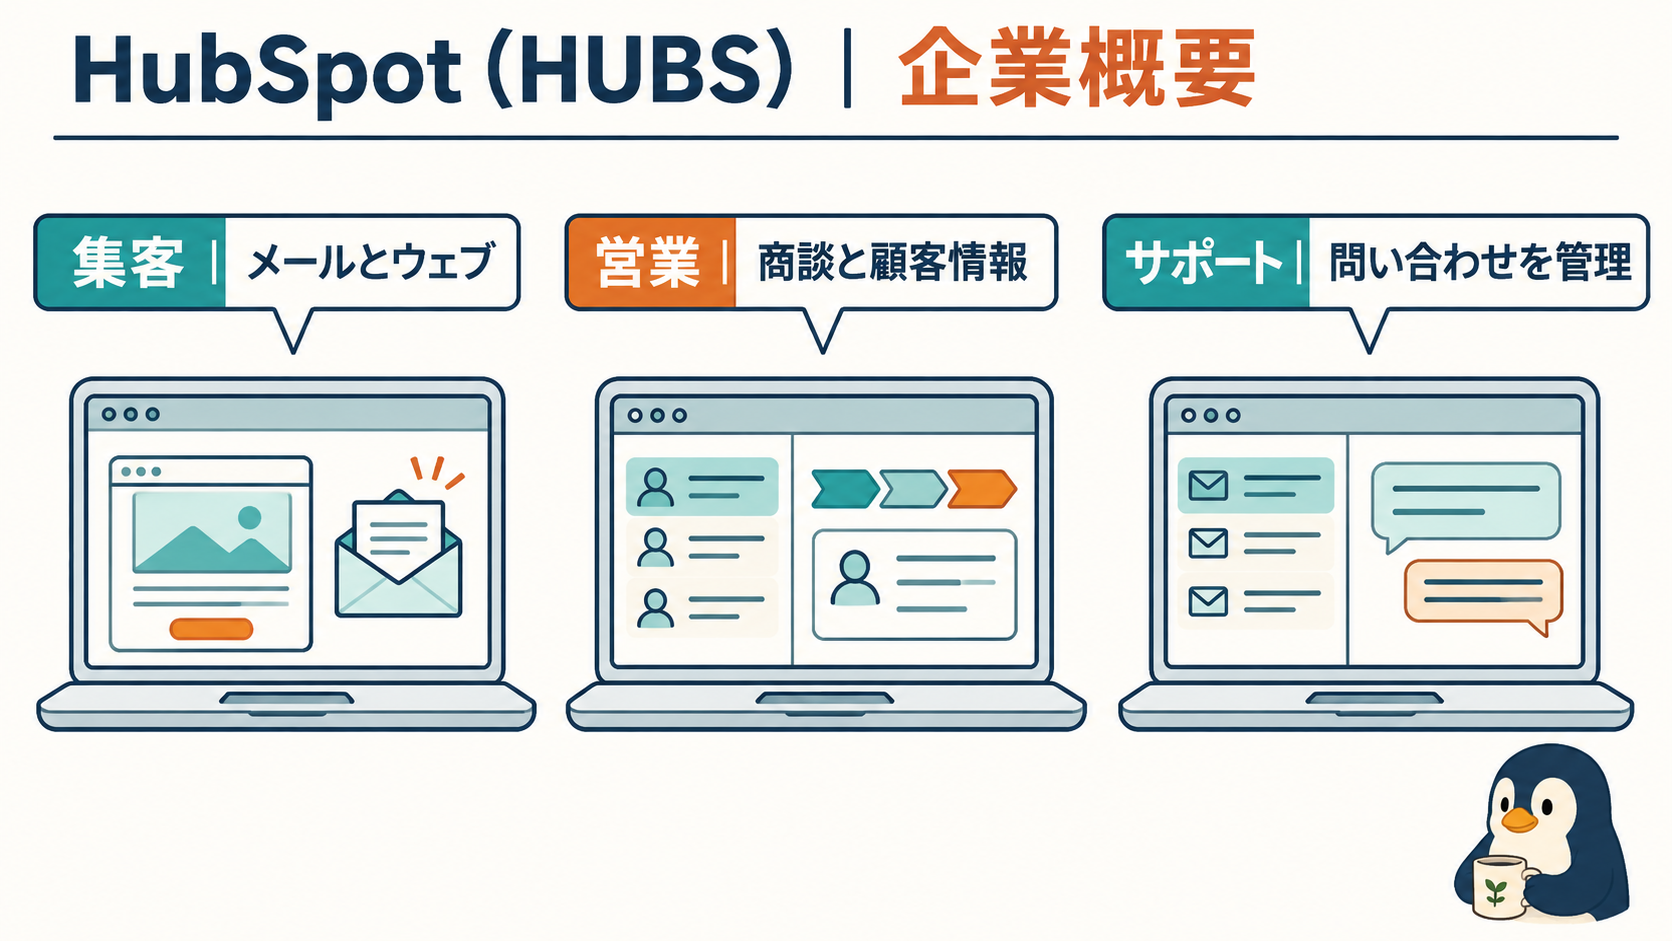 HubSpot (HUBS) | 企業概要
集客 | メールとウェブ
営業 | 商談と顧客情報
サポート | 問い合わせを管理